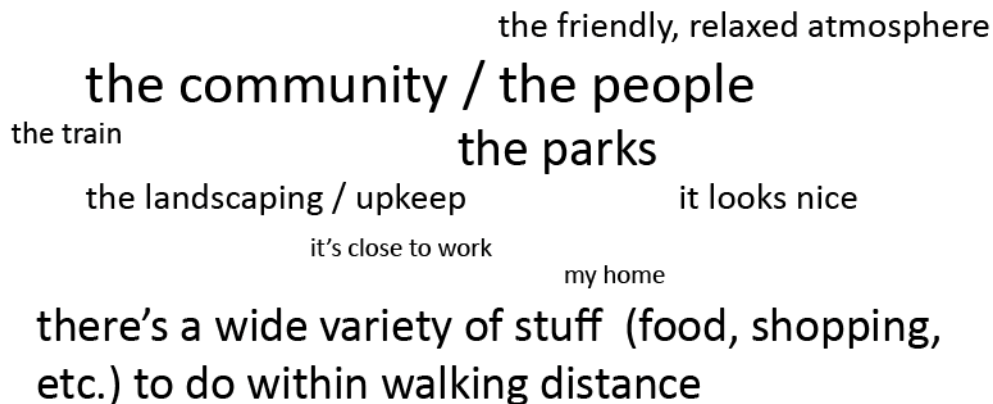 the friendly, relaxed atmosphere
the community / the people
the train
the parks
the landscaping / upkeep
it looks nice
it’s close to work
my home
there’s a wide variety of stuff (food, shopping,
etc.) to do within walking distance